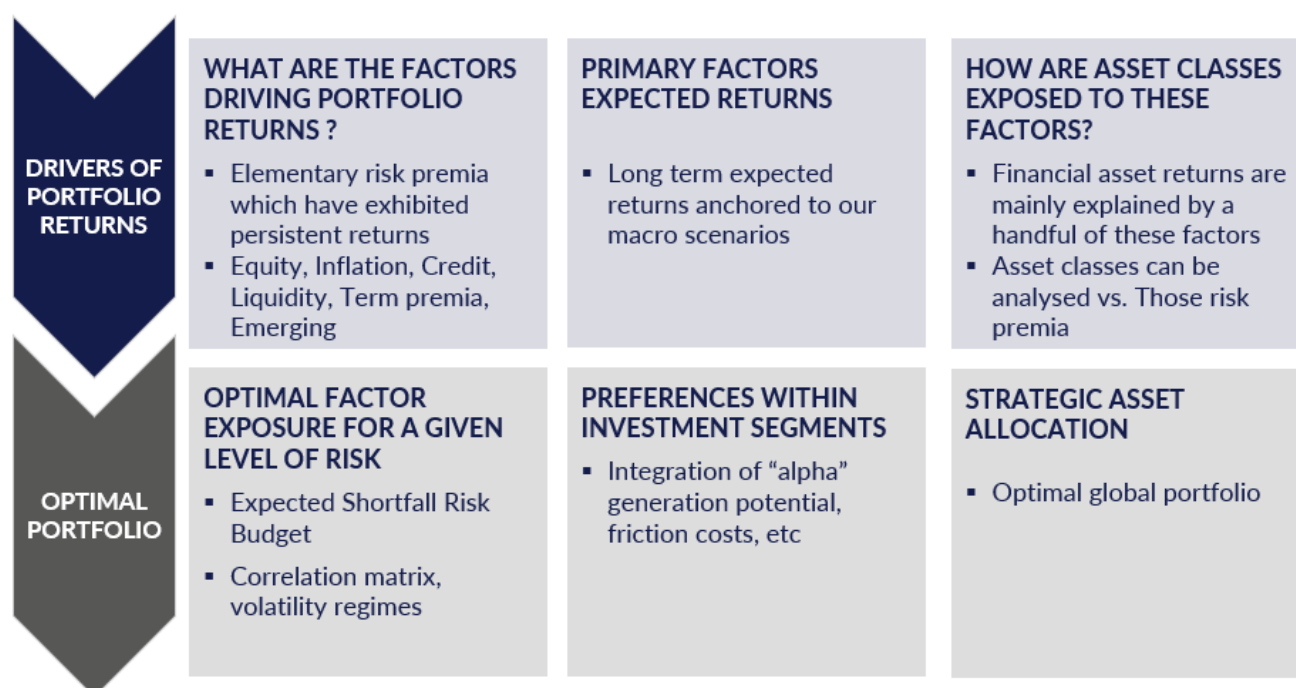 DRIVERS OF
PORTFOLIO
RETURNS
WHAT ARE THE FACTORS
DRIVING PORTFOLIO
RETURNS ?
▪ Elementary risk premia
which have exhibited
persistent returns
▪ Equity, Inflation, Credit,
Liquidity, Term premia,
Emerging
PRIMARY FACTORS
EXPECTED RETURNS
▪ Long term expected
returns anchored to our
macro scenarios
HOW ARE ASSET CLASSES
EXPOSED TO THESE
FACTORS?
▪ Financial asset returns are
mainly explained by a
handful of these factors
▪ Asset classes can be
analysed vs. Those risk
premia
OPTIMAL
PORTFOLIO
OPTIMAL FACTOR
EXPOSURE FOR A GIVEN
LEVEL OF RISK
▪ Expected Shortfall Risk
Budget
▪ Correlation matrix,
volatility regimes
PREFERENCES WITHIN
INVESTMENT SEGMENTS
▪ Integration of “alpha”
generation potential,
friction costs, etc
STRATEGIC ASSET
ALLOCATION
▪ Optimal global portfolio